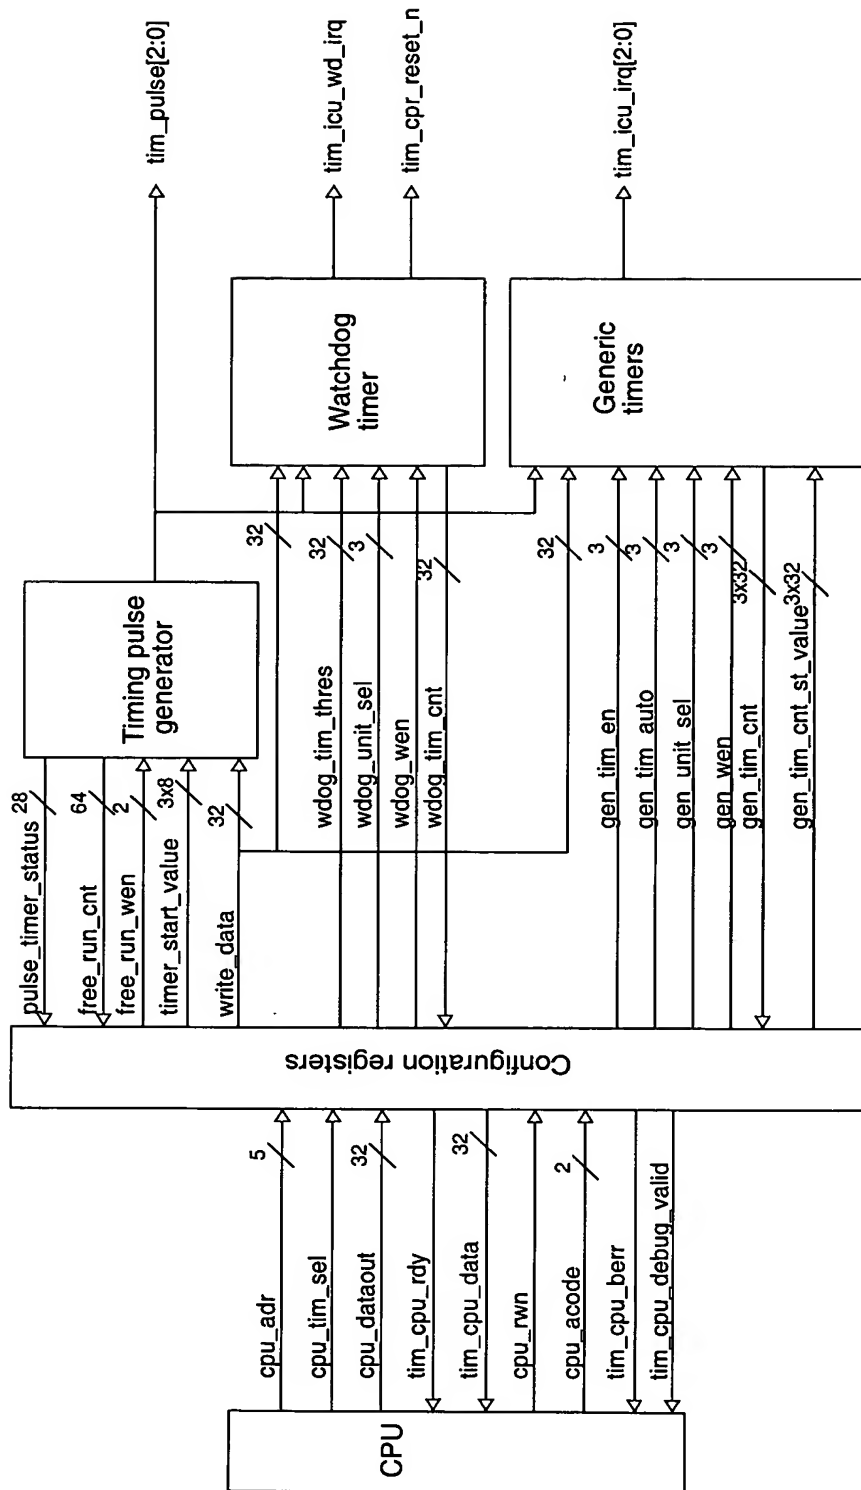 CPU
cpu_adr
5
cpu_tim_sel
cpu_dataout
32
tim_cpu_rdy
tim_cpu_data
32
cpu_rwn
cpu_acode
2
tim_cpu_berr
tim_cpu_debug_valid
Configuration registers
pulse_timer_status
28
free_run_cnt
64
free_run_wen
2
timer_start_value
3x8
write_data
32
Timing pulse
generator
tim_pulse[2:0]
32
wdog_tim_thres
32
wdog_unit_sel
3
wdog_wen
wdog_tim_cnt
32
Watchdog
timer
tim_icu_wd_irq
tim_cpr_reset_n
32
gen_tim_en
3
gen_tim_auto
3
gen_unit_sel
3
gen_wen
3
gen_tim_cnt
3x32
gen_tim_cnt_st_value
3x32
Generic
timers
tim_icu_irq[2:0]